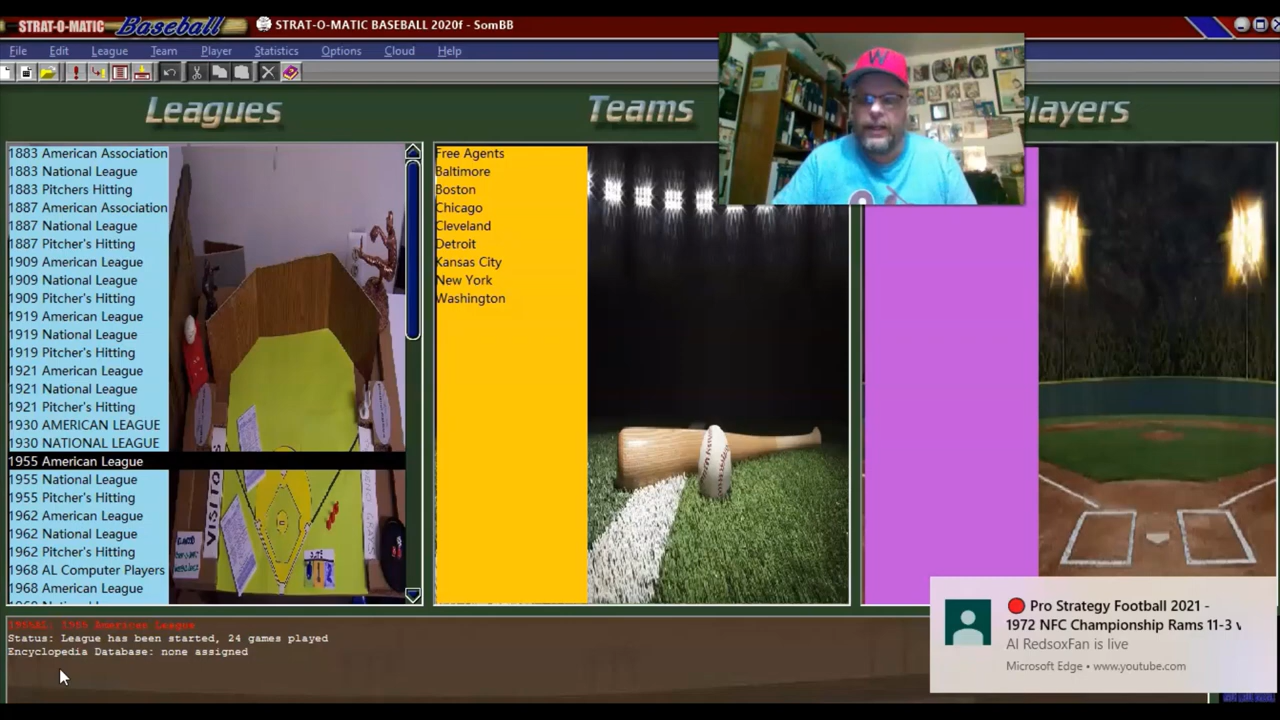 STRAT-O-MATIC Baseball STRAT-O-MATIC BASEBALL 2020f - SomBB
File Edit League Team Player Statistics Options Cloud Help
W
Leagues
Teams
Players
1883 American Association
1883 National League
1883 Pitchers Hitting
1887 American Association
1887 National League
1887 Pitcher's Hitting
1909 American League
1909 National League
1909 Pitcher's Hitting
1919 American League
1919 National League
1919 Pitcher's Hitting
1921 American League
1921 National League
1921 Pitcher's Hitting
1930 AMERICAN LEAGUE
1930 NATIONAL LEAGUE
1955 American League
1955 National League
1955 Pitcher's Hitting
1962 American League
1962 National League
1962 Pitcher's Hitting
1968 AL Computer Players
1968 American League
VISITORS
Free Agents
Baltimore
Boston
Chicago
Cleveland
Detroit
Kansas City
New York
Washington
1955AL: 1955 American League
Status: League has been started, 24 games played
Encyclopedia Database: none assigned
Pro Strategy Football 2021 -
1972 NFC Championship Rams 11-3 v
Al RedsoxFan is live
Microsoft Edge • www.youtube.com